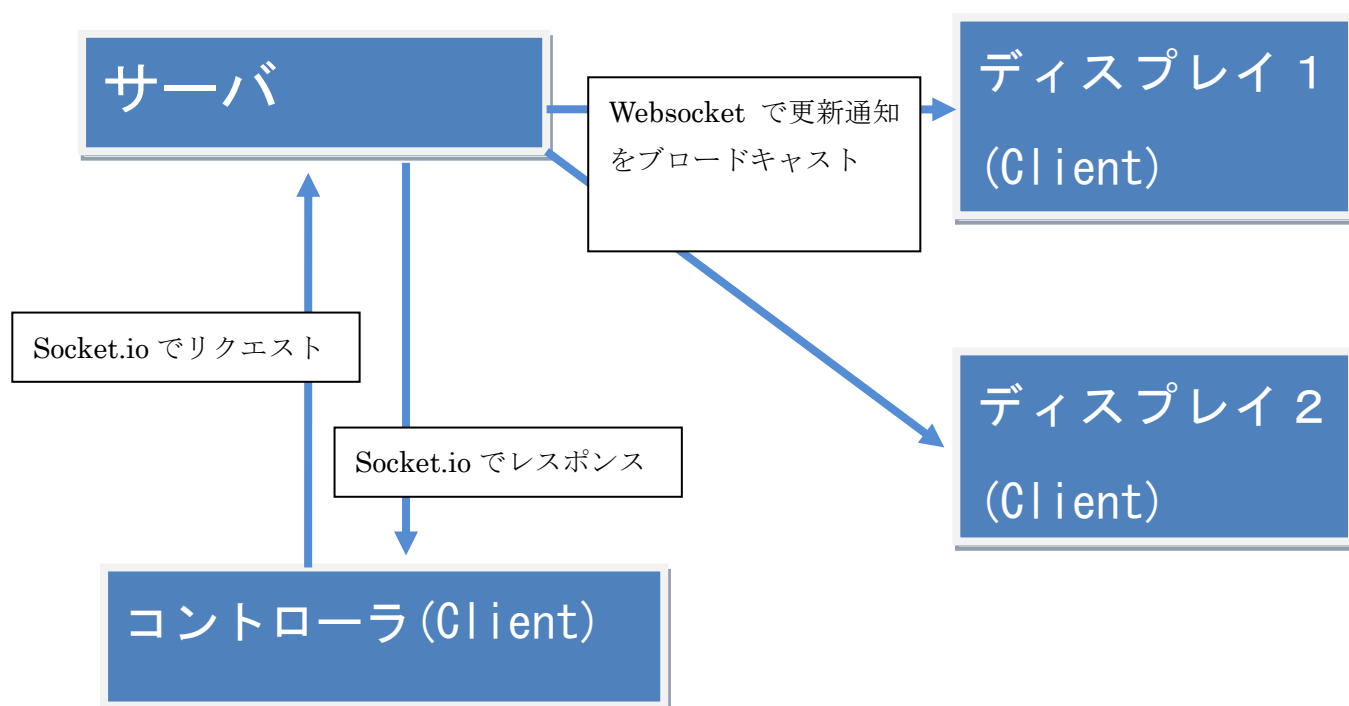 サーバ
Websocket で更新通知
をブロードキャスト
ディスプレイ１
(Client)
Socket.io でリクエスト
Socket.io でレスポンス
ディスプレイ２
(Client)
コントローラ(Client)